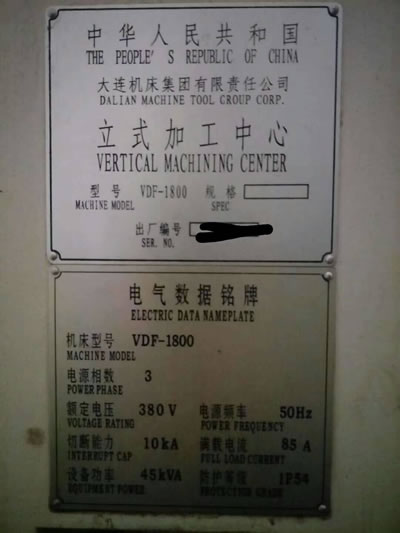 中华人民共和国
THE PEOPLE'S REPUBLIC OF CHINA
大连机床集团有限责任公司
DALIAN MACHINE TOOL GROUP CORP.
立式加工中心
VERTICAL MACHINING CENTER
型号 VDF-1800 规格
MACHINE MODEL SPEC
出厂编号
SER. NO.
电气数据铭牌
ELECTRIC DATA NAMEPLATE
机床型号 VDF-1800
MACHINE MODEL
电源相数 3
POWER PHASE
额定电压 380V 电源频率 50Hz
VOLTAGE RATING POWER FREQUENCY
切断能力 10kA 满载电流 85A
INTERRUPT CAP FULL LOAD CURRENT
设备功率 45kVA 防护等级 IP54
EQUIPMENT POWER PROTECTION GRADE